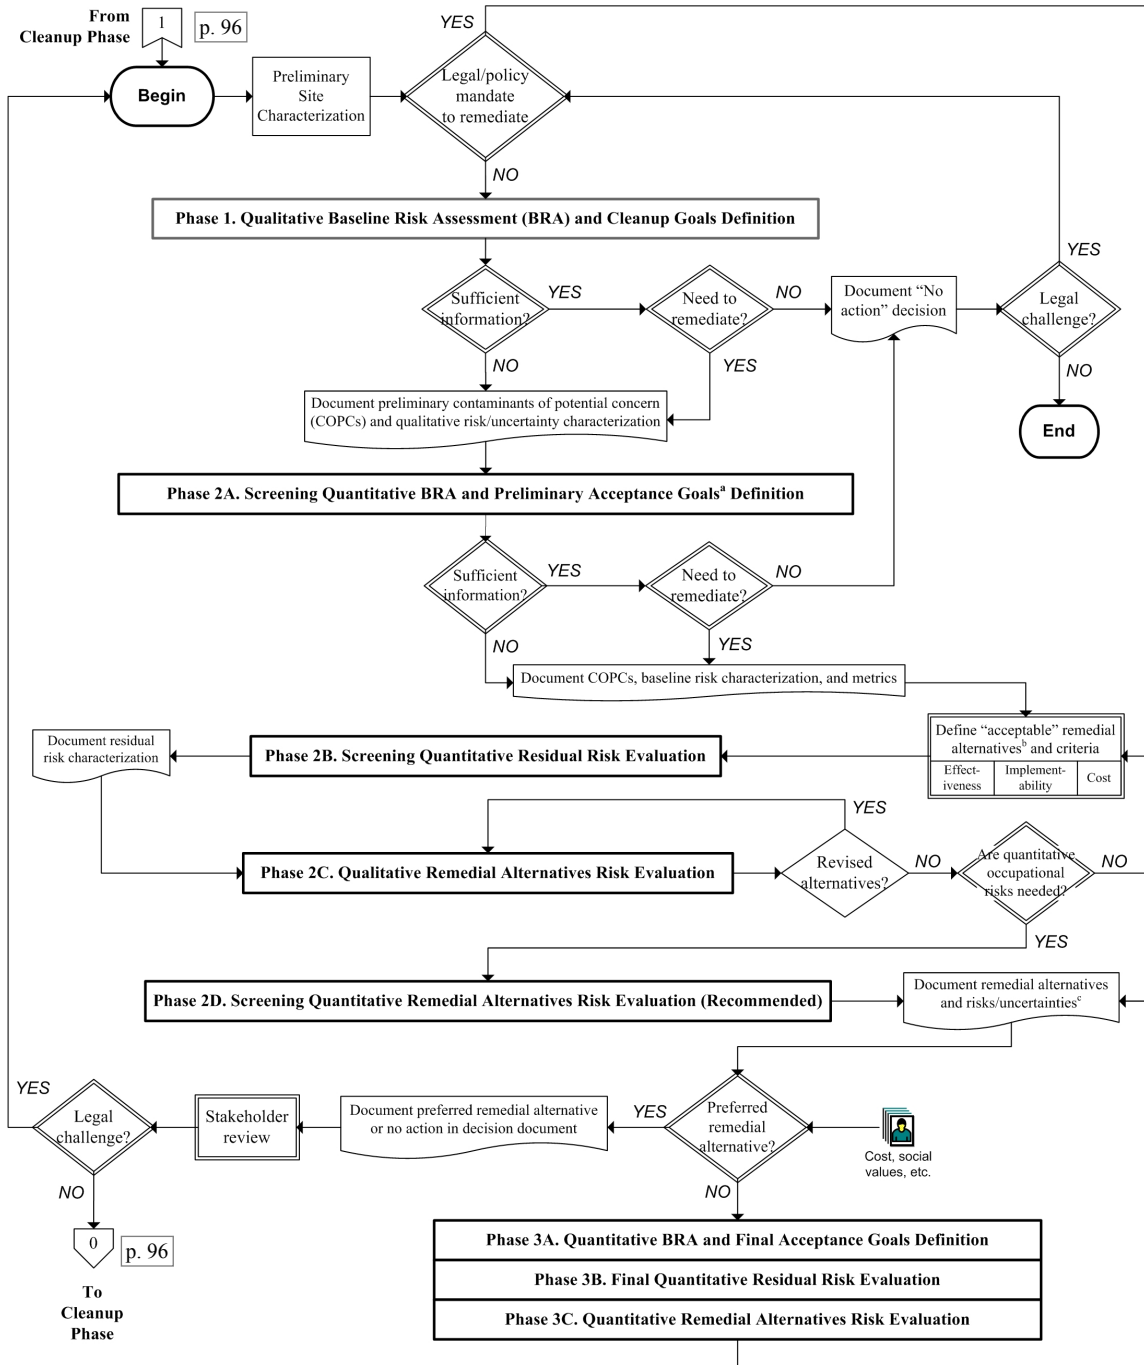 From
Cleanup Phase
1
p. 96
YES
Begin
Preliminary
Site
Characterization
Legal/policy
mandate
to remediate
NO
Phase 1. Qualitative Baseline Risk Assessment (BRA) and Cleanup Goals Definition
YES
Sufficient
information?
YES
Need to
remediate?
NO
Document “No
action” decision
Legal
challenge?
NO
YES
NO
Document preliminary contaminants of potential concern
(COPCs) and qualitative risk/uncertainty characterization
End
Phase 2A. Screening Quantitative BRA and Preliminary Acceptance Goalsa Definition
Sufficient
information?
YES
Need to
remediate?
NO
NO
YES
Document COPCs, baseline risk characterization, and metrics
Define “acceptable” remedial
alternativesb and criteria
Effect-
iveness
Implement-
ability
Cost
Phase 2B. Screening Quantitative Residual Risk Evaluation
Document residual
risk characterization
YES
Phase 2C. Qualitative Remedial Alternatives Risk Evaluation
Revised
alternatives?
NO
Are quantitative
occupational
risks needed?
NO
YES
Phase 2D. Screening Quantitative Remedial Alternatives Risk Evaluation (Recommended)
Document remedial alternatives
and risks/uncertaintiesc
YES
Legal
challenge?
Stakeholder
review
Document preferred remedial alternative
or no action in decision document
YES
Preferred
remedial
alternative?
Cost, social
values, etc.
NO
NO
0
p. 96
To
Cleanup
Phase
Phase 3A. Quantitative BRA and Final Acceptance Goals Definition
Phase 3B. Final Quantitative Residual Risk Evaluation
Phase 3C. Quantitative Remedial Alternatives Risk Evaluation